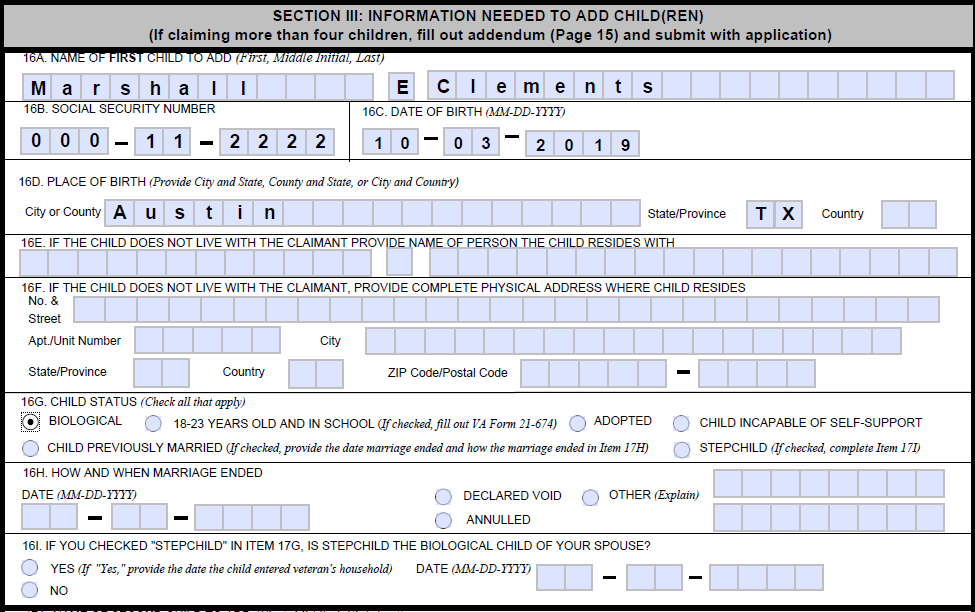 SECTION III: INFORMATION NEEDED TO ADD CHILD(REN)
(If claiming more than four children, fill out addendum (Page 15) and submit with application)
16A. NAME OF FIRST CHILD TO ADD (First, Middle Initial, Last)
Marshall E Clements
16B. SOCIAL SECURITY NUMBER 16C. DATE OF BIRTH (MM-DD-YYYY)
000-11-2222 10-03-2019
16D. PLACE OF BIRTH (Provide City and State, County and State, or City and Country)
City or County Austin State/Province TX Country
16E. IF THE CHILD DOES NOT LIVE WITH THE CLAIMANT PROVIDE NAME OF PERSON THE CHILD RESIDES WITH
16F. IF THE CHILD DOES NOT LIVE WITH THE CLAIMANT, PROVIDE COMPLETE PHYSICAL ADDRESS WHERE CHILD RESIDES
No. &
Street
Apt./Unit Number City
State/Province Country ZIP Code/Postal Code –
16G. CHILD STATUS (Check all that apply)
BIOLOGICAL 18-23 YEARS OLD AND IN SCHOOL (If checked, fill out VA Form 21-674) ADOPTED CHILD INCAPABLE OF SELF-SUPPORT
CHILD PREVIOUSLY MARRIED (If checked, provide the date marriage ended and how the marriage ended in Item 17H) STEPCHILD (If checked, complete Item 17I)
16H. HOW AND WHEN MARRIAGE ENDED
DATE (MM-DD-YYYY) DECLARED VOID OTHER (Explain)
– – ANNULLED
16I. IF YOU CHECKED "STEPCHILD" IN ITEM 17G, IS STEPCHILD THE BIOLOGICAL CHILD OF YOUR SPOUSE?
YES (If "Yes," provide the date the child entered veteran's household) DATE (MM-DD-YYYY) – –
NO